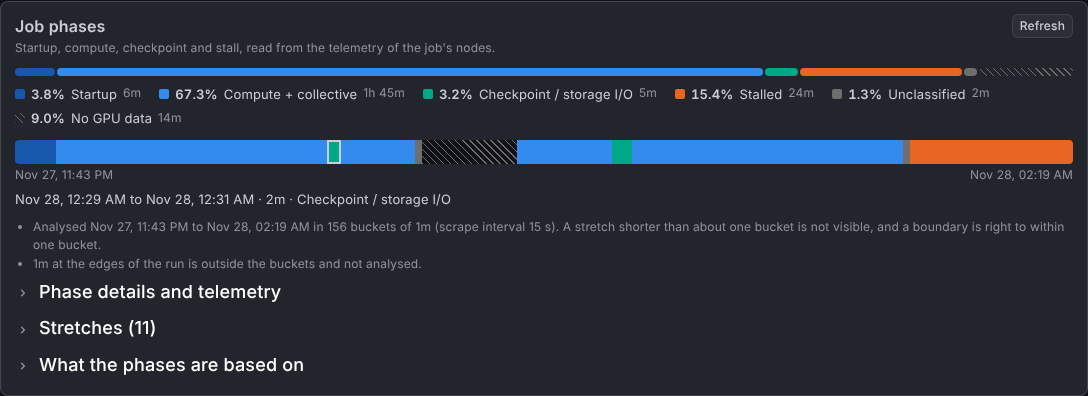 Job phases
Refresh
Startup, compute, checkpoint and stall, read from the telemetry of the job's nodes.
3.8% Startup 6m 67.3% Compute + collective 1h 45m 3.2% Checkpoint / storage I/O 5m 15.4% Stalled 24m 1.3% Unclassified 2m
9.0% No GPU data 14m
Nov 27, 11:43 PM Nov 28, 02:19 AM
Nov 28, 12:29 AM to Nov 28, 12:31 AM · 2m · Checkpoint / storage I/O
• Analysed Nov 27, 11:43 PM to Nov 28, 02:19 AM in 156 buckets of 1m (scrape interval 15 s). A stretch shorter than about one bucket is not visible, and a boundary is right to within
one bucket.
• 1m at the edges of the run is outside the buckets and not analysed.
› Phase details and telemetry
› Stretches (11)
› What the phases are based on